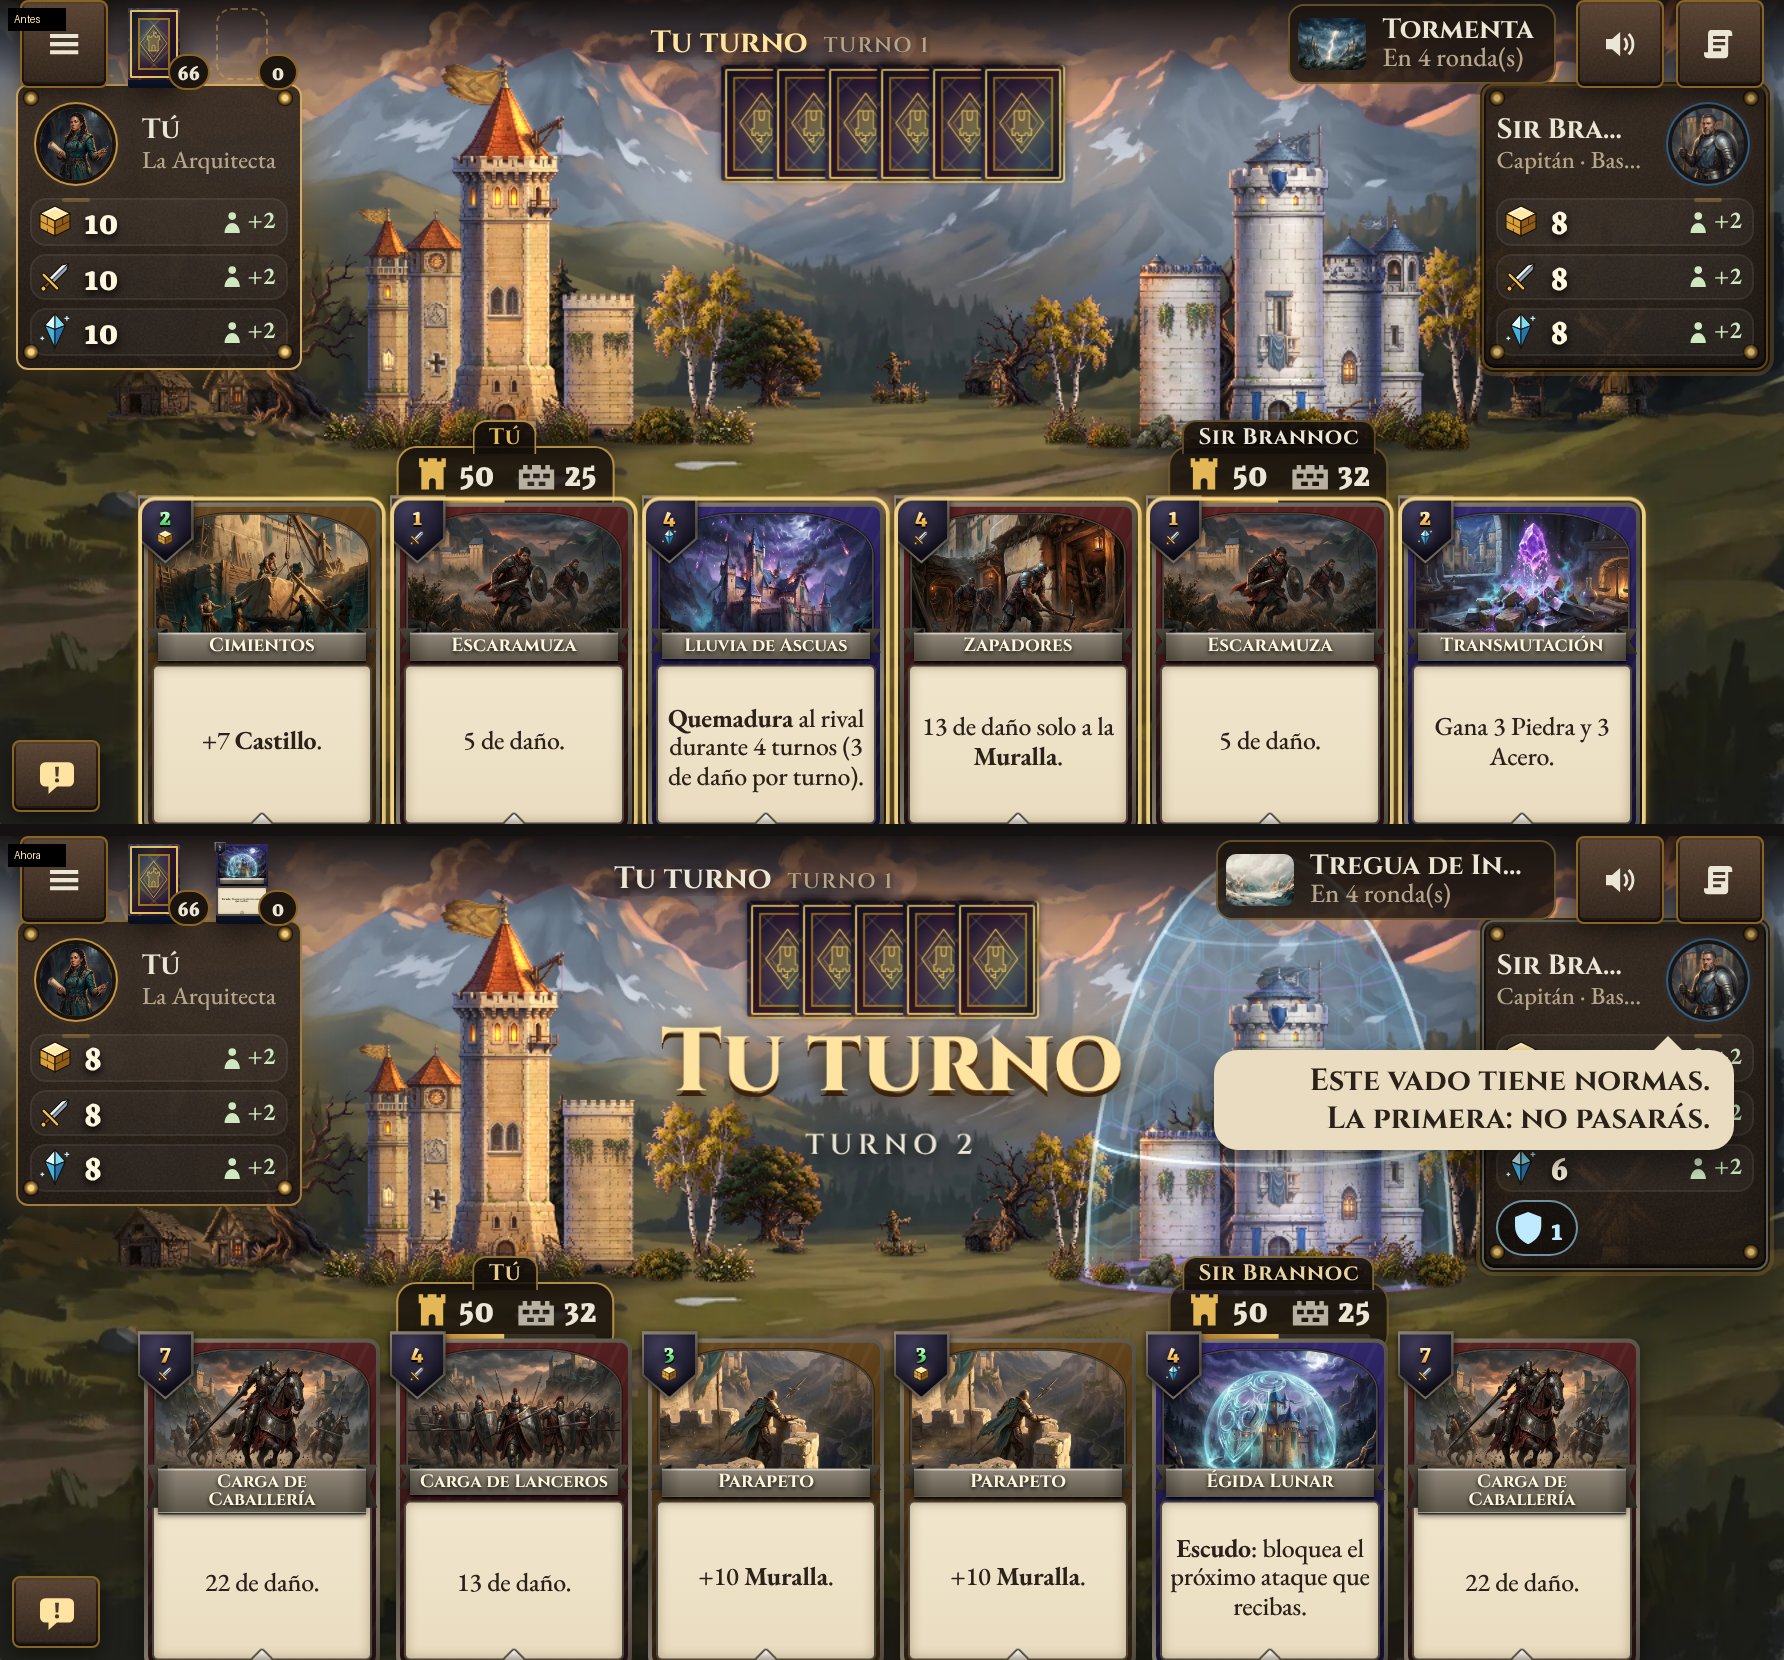 Antes
66
0
Tu turno Turno 1
Tormenta
En 4 ronda(s)
Tú
La Arquitecta
10 +2
10 +2
10 +2
Sir Bra...
Capitán · Bas...
8 +2
8 +2
8 +2
Tú
50 25
Sir Brannoc
50 32
2
Cimientos
+7 Castillo.
1
Escaramuza
5 de daño.
4
Lluvia de Ascuas
Quemadura al rival
durante 4 turnos (3
de daño por turno).
4
Zapadores
13 de daño solo a la
Muralla.
1
Escaramuza
5 de daño.
2
Transmutación
Gana 3 Piedra y 3
Acero.
Ahora
66
0
Tu turno Turno 1
Tregua de In...
En 4 ronda(s)
Tú
La Arquitecta
8 +2
8 +2
8 +2
Sir Bra...
Capitán · Bas...
Tu turno
Turno 2
Este vado tiene normas.
La primera: no pasarás.
6 +2
1
Tú
50 32
Sir Brannoc
50 25
7
Carga de
Caballería
22 de daño.
4
Carga de Lanceros
13 de daño.
3
Parapeto
+10 Muralla.
3
Parapeto
+10 Muralla.
4
Égida Lunar
Escudo: bloquea el
próximo ataque que
recibas.
7
Carga de
Caballería
22 de daño.